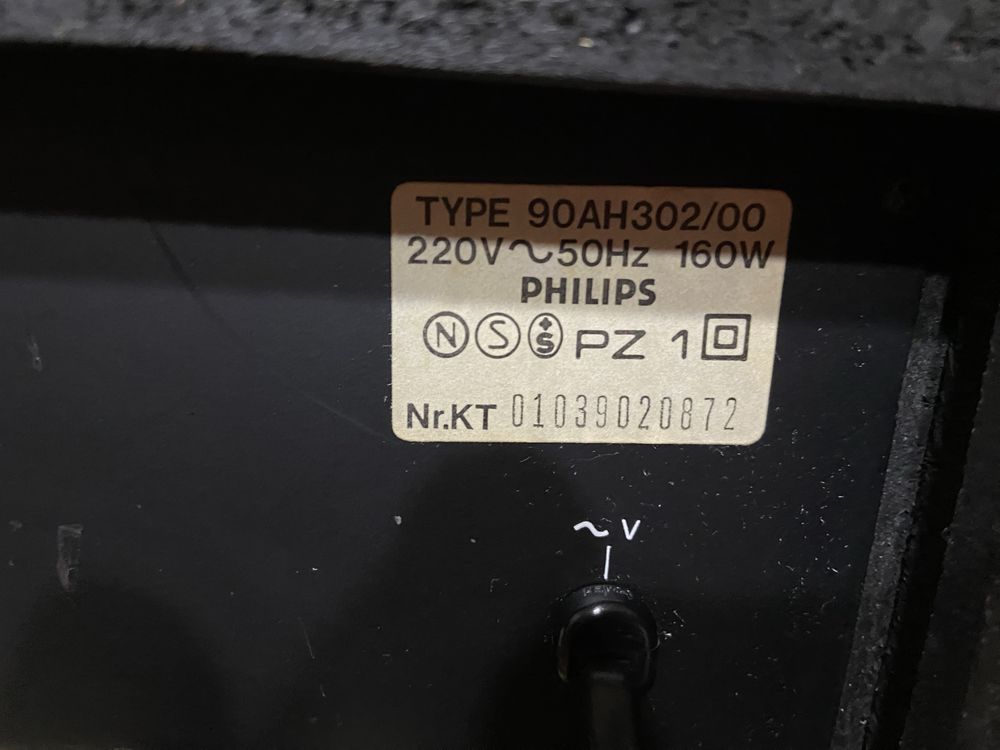 TYPE 90AH302/00
220V~50Hz 160W
PHILIPS
N S +S PZ 1
Nr.KT 01039020872
~ V